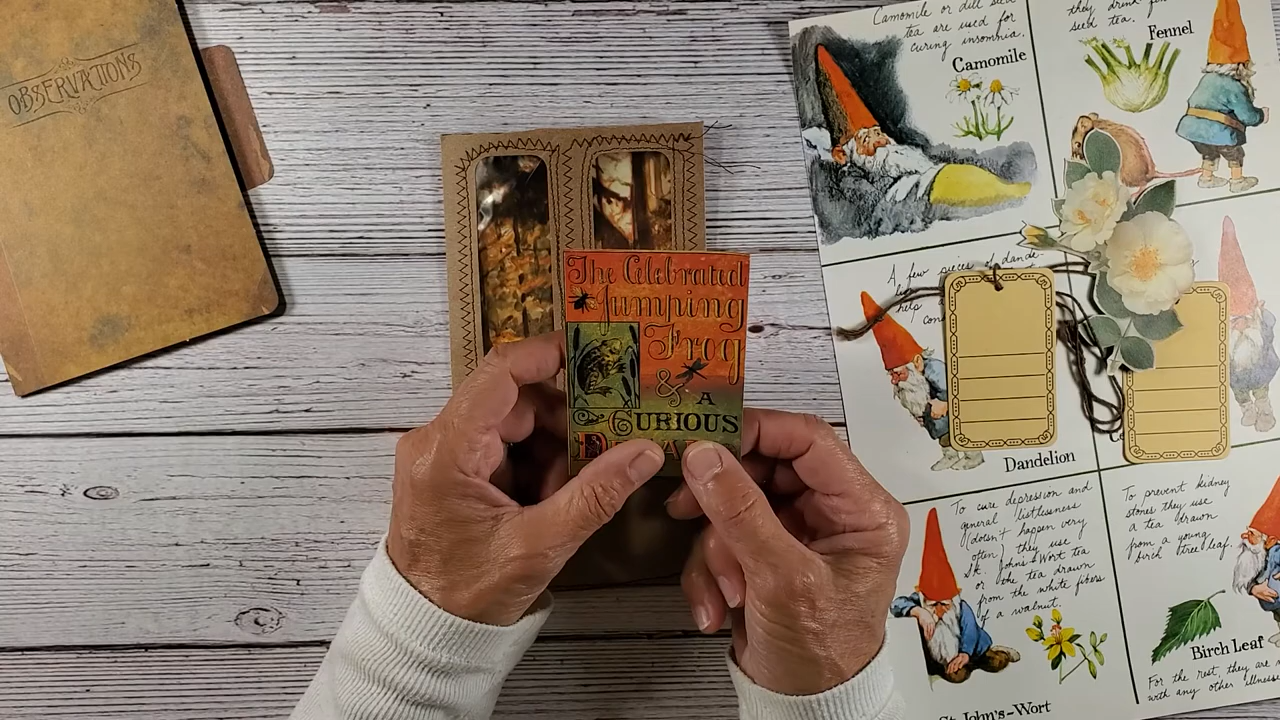 OBSERVATIONS
The Celebrated
Jumping
Frog
& A
CURIOUS
Camomile or dill seed
tea are used for
curing insomnia.
Camomile
seed tea.
Fennel
A few pieces of dande-
Dandelion
To cure depression and
general listlessness
(doesn't happen very
often) they use
St. John's Wort tea
or the tea drawn
from the white fibers
of a walnut.
St. John's-Wort
To prevent kidney
stones they use
a tea drawn
from a young
birch tree leaf.
Birch Leaf
For the rest, they are
with any other illness